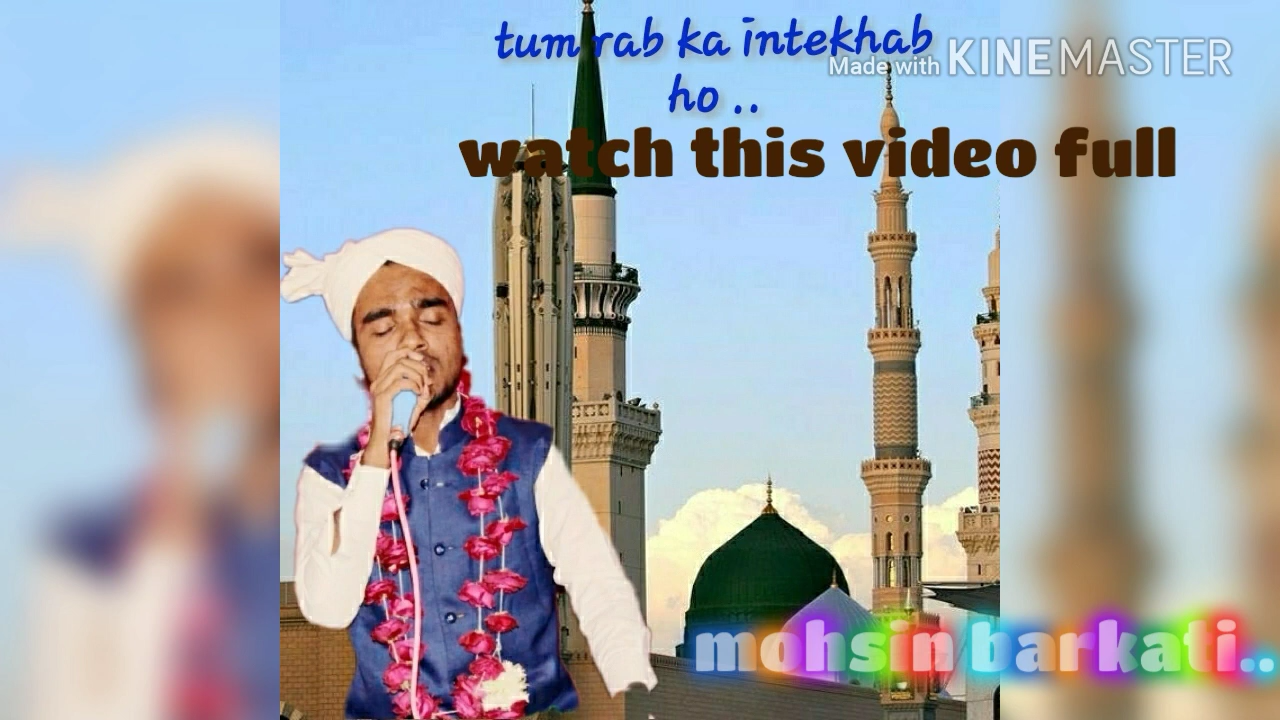 tum rab ka intekhab
ho ..
Made with KINEMASTER
watch this video full
mohsin barkati..